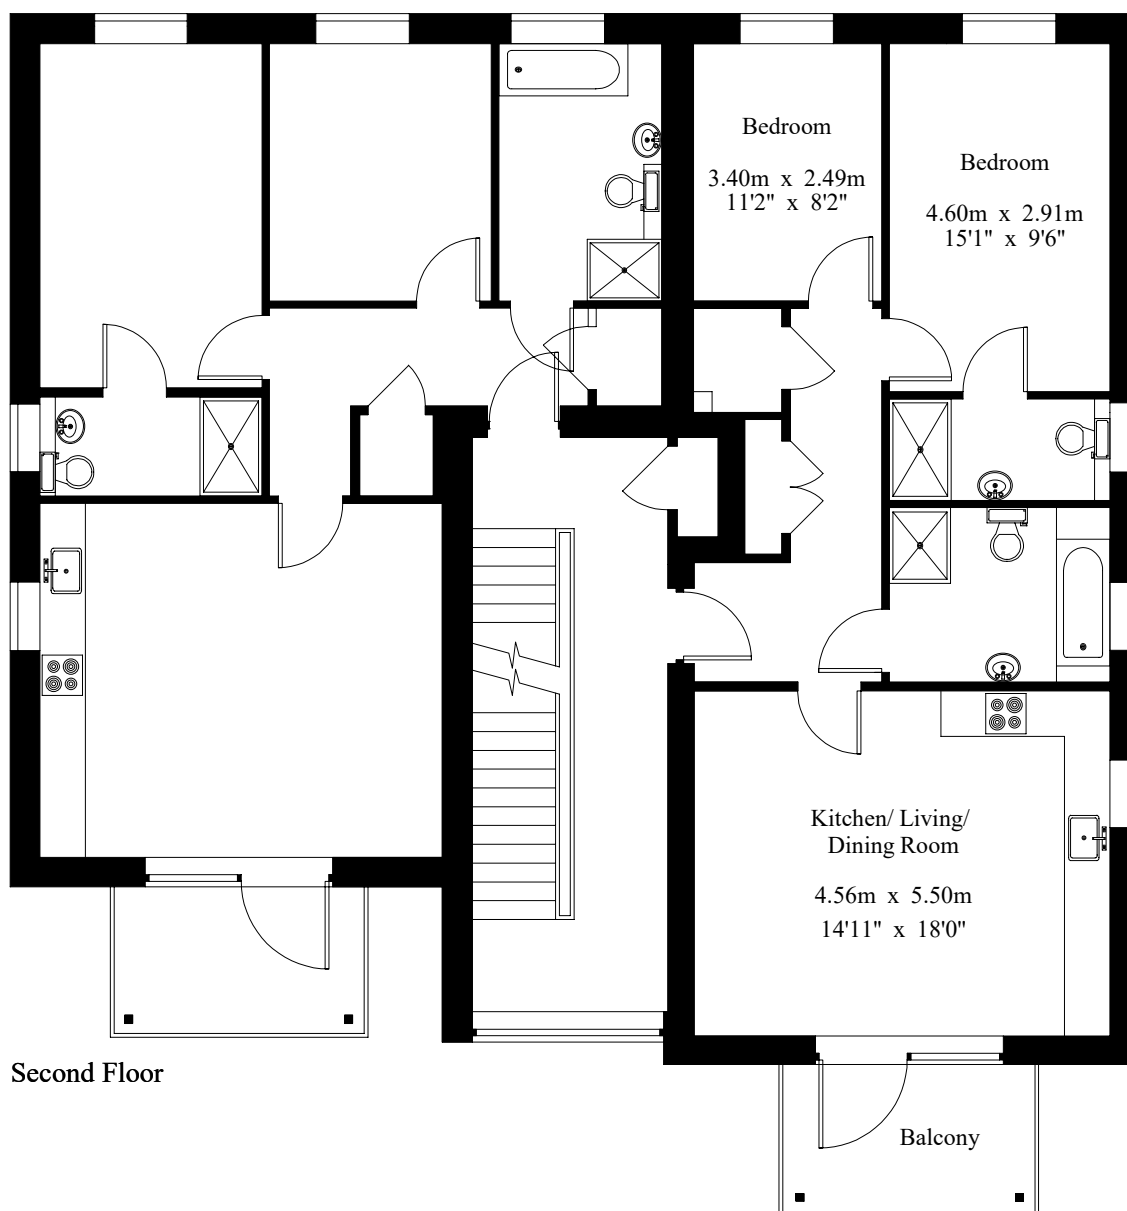 Bedroom
3.40m x 2.49m
11'2" x 8'2"
Bedroom
4.60m x 2.91m
15'1" x 9'6"
Kitchen/ Living/
Dining Room
4.56m x 5.50m
14'11" x 18'0"
Second Floor
Balcony